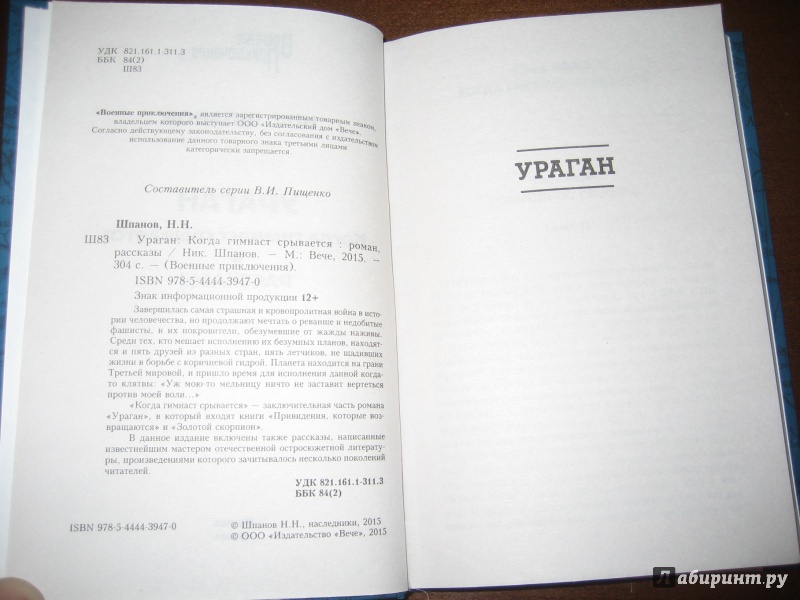 УДК 821.161.1-311.3
ББК 84(2)
Ш83
«Военные приключения», является зарегистрированным товарным знаком,
владельцем которого выступает ООО «Издательский дом «Вече».
Согласно действующему законодательству, без согласования с издательством
использование данного товарного знака третьими лицами
категорически запрещается.
Составитель серии В.И. Пищенко
Шпанов, Н.Н.
Ш83 Ураган: Когда гимнаст срывается : роман,
рассказы / Ник. Шпанов. — М.: Вече, 2015. —
304 с. — (Военные приключения).
ISBN 978-5-4444-3947-0
Знак информационной продукции 12+
Завершилась самая страшная и кровопролитная война в исто-
рии человечества, но продолжают мечтать о реванше и недобитые
фашисты, и их покровители, обезумевшие от жажды наживы.
Среди тех, кто мешает исполнению их безумных планов, находят-
ся и пять друзей из разных стран, пять летчиков, не щадивших
жизни в борьбе с коричневой гидрой. Планета находится на грани
Третьей мировой, и пришло время для исполнения данной когда-
то клятвы: «Уж мою-то мельницу ничто не заставит вертеться
против моей воли...»
«Когда гимнаст срывается» — заключительная часть романа
«Ураган», в который входят книги «Привидения, которые воз-
вращаются» и «Золотой скорпион».
В данное издание включены также рассказы, написанные
известнейшим мастером отечественной остросюжетной литерату-
ры, произведениями которого зачитывалось несколько поколений
читателей.
УДК 821.161.1-311.3
ББК 84(2)
ISBN 978-5-4444-3947-0
© Шпанов Н.Н., наследники, 2015
© ООО «Издательство «Вече», 2015
УРАГАН
Лабиринт.ру